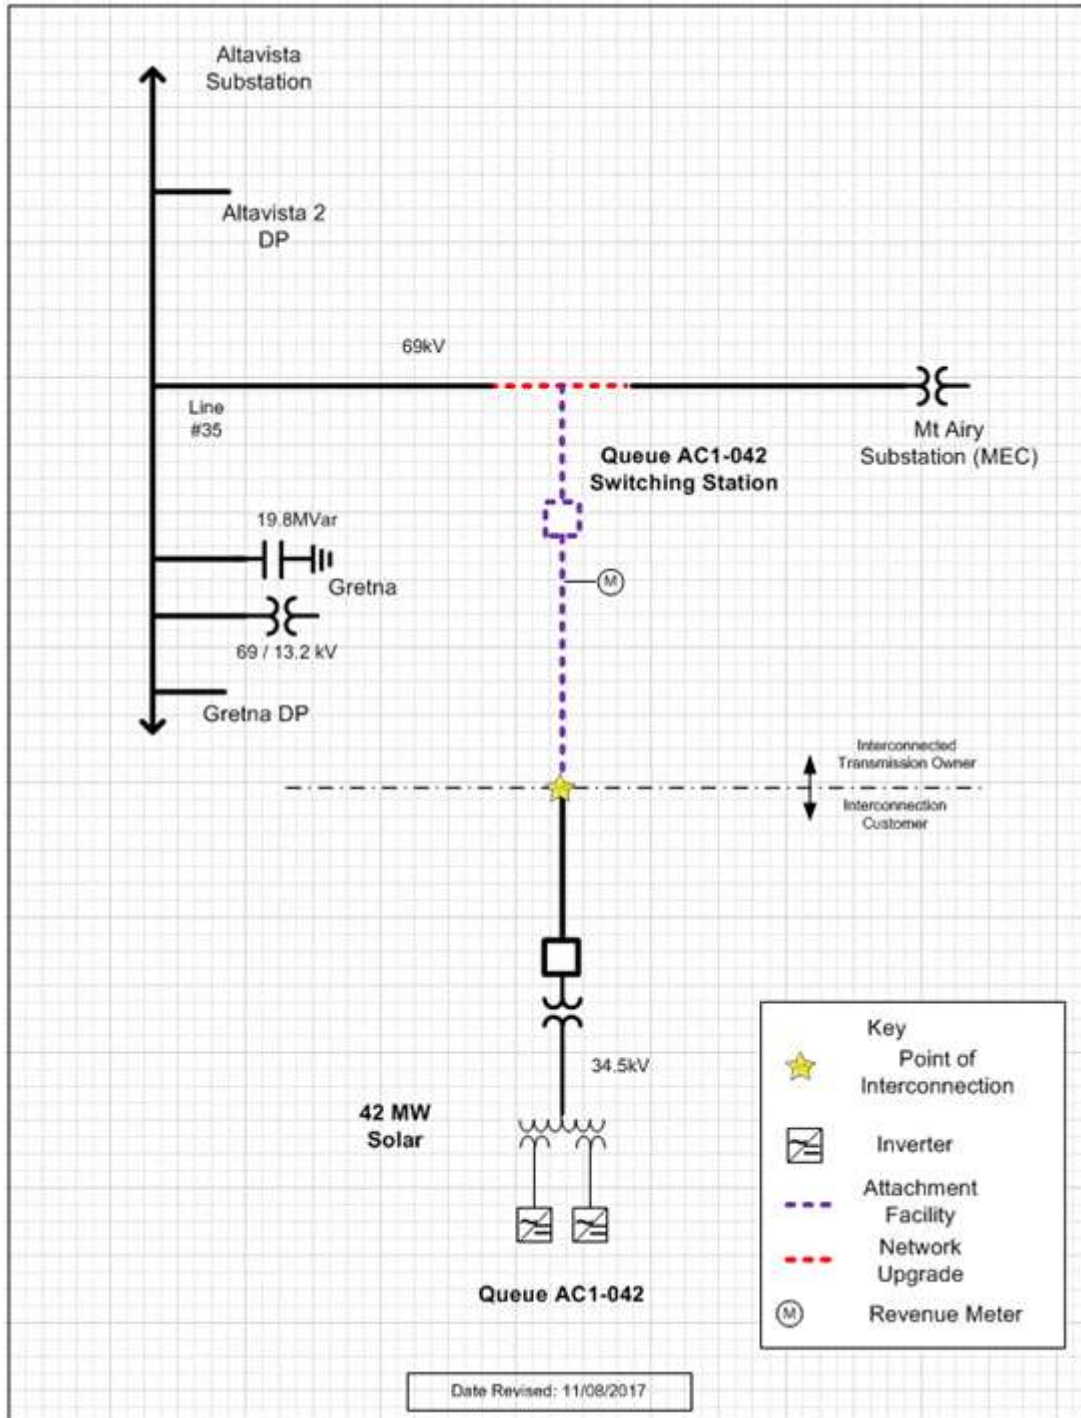 Altavista
Substation
Altavista 2
DP
69kV
Line
#35
Mt Airy
Substation (MEC)
Queue AC1-042
Switching Station
19.8MVar
Gretna
M
69 / 13.2 kV
Gretna DP
Interconnected
Transmission Owner
Interconnection
Customer
34.5kV
42 MW
Solar
Queue AC1-042
Key
Point of
Interconnection
Inverter
Attachment
Facility
Network
Upgrade
M
Revenue Meter
Date Revised: 11/08/2017